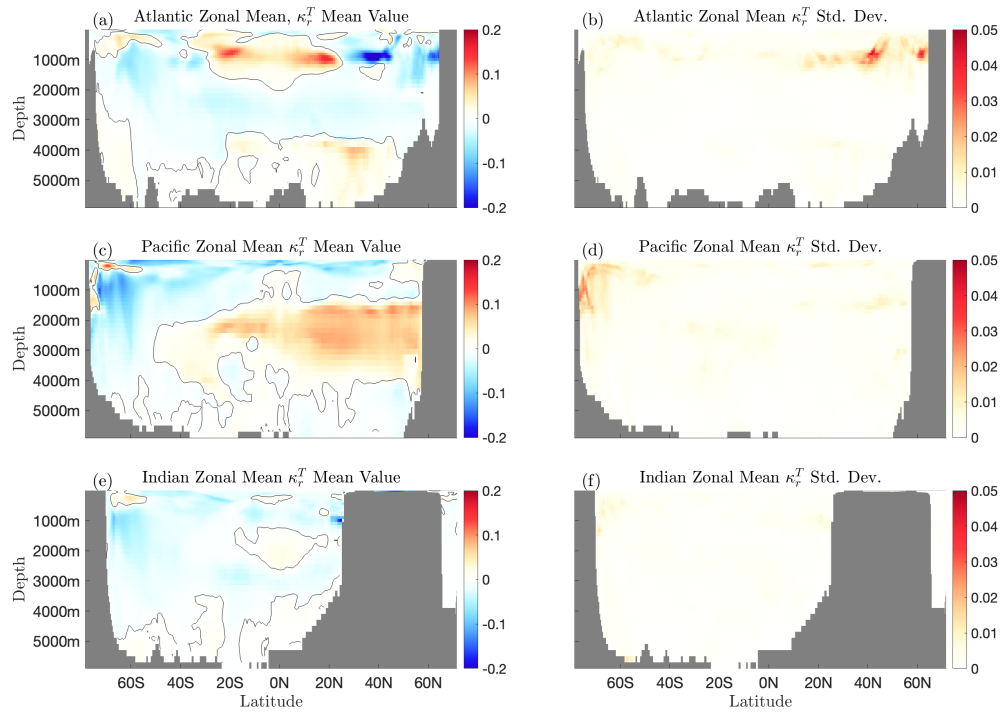 (a) Atlantic Zonal Mean, κ_r^T Mean Value
Depth
1000m
2000m
3000m
4000m
5000m
0.2
0.1
0
-0.1
-0.2
(b) Atlantic Zonal Mean κ_r^T Std. Dev.
0.05
0.04
0.03
0.02
0.01
0
(c) Pacific Zonal Mean κ_r^T Mean Value
Depth
1000m
2000m
3000m
4000m
5000m
0.2
0.1
0
-0.1
-0.2
(d) Pacific Zonal Mean κ_r^T Std. Dev.
0.05
0.04
0.03
0.02
0.01
0
(e) Indian Zonal Mean κ_r^T Mean Value
Depth
1000m
2000m
3000m
4000m
5000m
60S 40S 20S 0N 20N 40N 60N
Latitude
0.2
0.1
0
-0.1
-0.2
(f) Indian Zonal Mean κ_r^T Std. Dev.
60S 40S 20S 0N 20N 40N 60N
Latitude
0.05
0.04
0.03
0.02
0.01
0